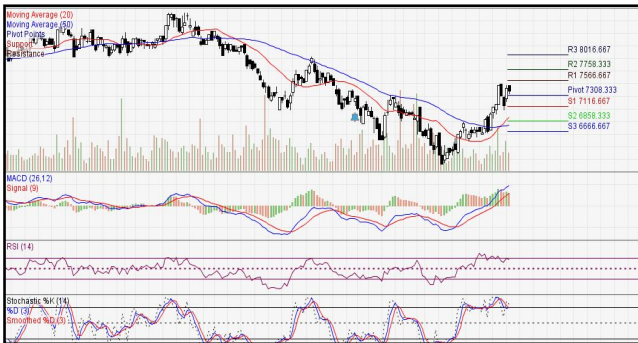 Moving Average (20)
Moving Average (50)
Pivot Points
Support
Resistance
R3 8016.667
R2 7758.333
R1 7566.667
Pivot 7308.333
S1 7116.667
S2 6858.333
S3 6666.667
MACD (26,12)
Signal (9)
RSI (14)
Stochastic %K (14)
%D (3)
Smoothed %D (3)